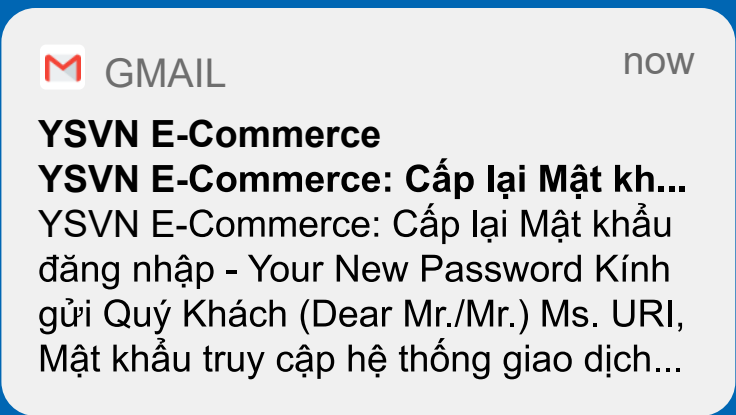 GMAIL
now
YSVN E-Commerce
YSVN E-Commerce: Cấp lại Mật kh...
YSVN E-Commerce: Cấp lại Mật khẩu
đăng nhập - Your New Password Kính
gửi Quý Khách (Dear Mr./Mr.) Ms. URI,
Mật khẩu truy cập hệ thống giao dịch...